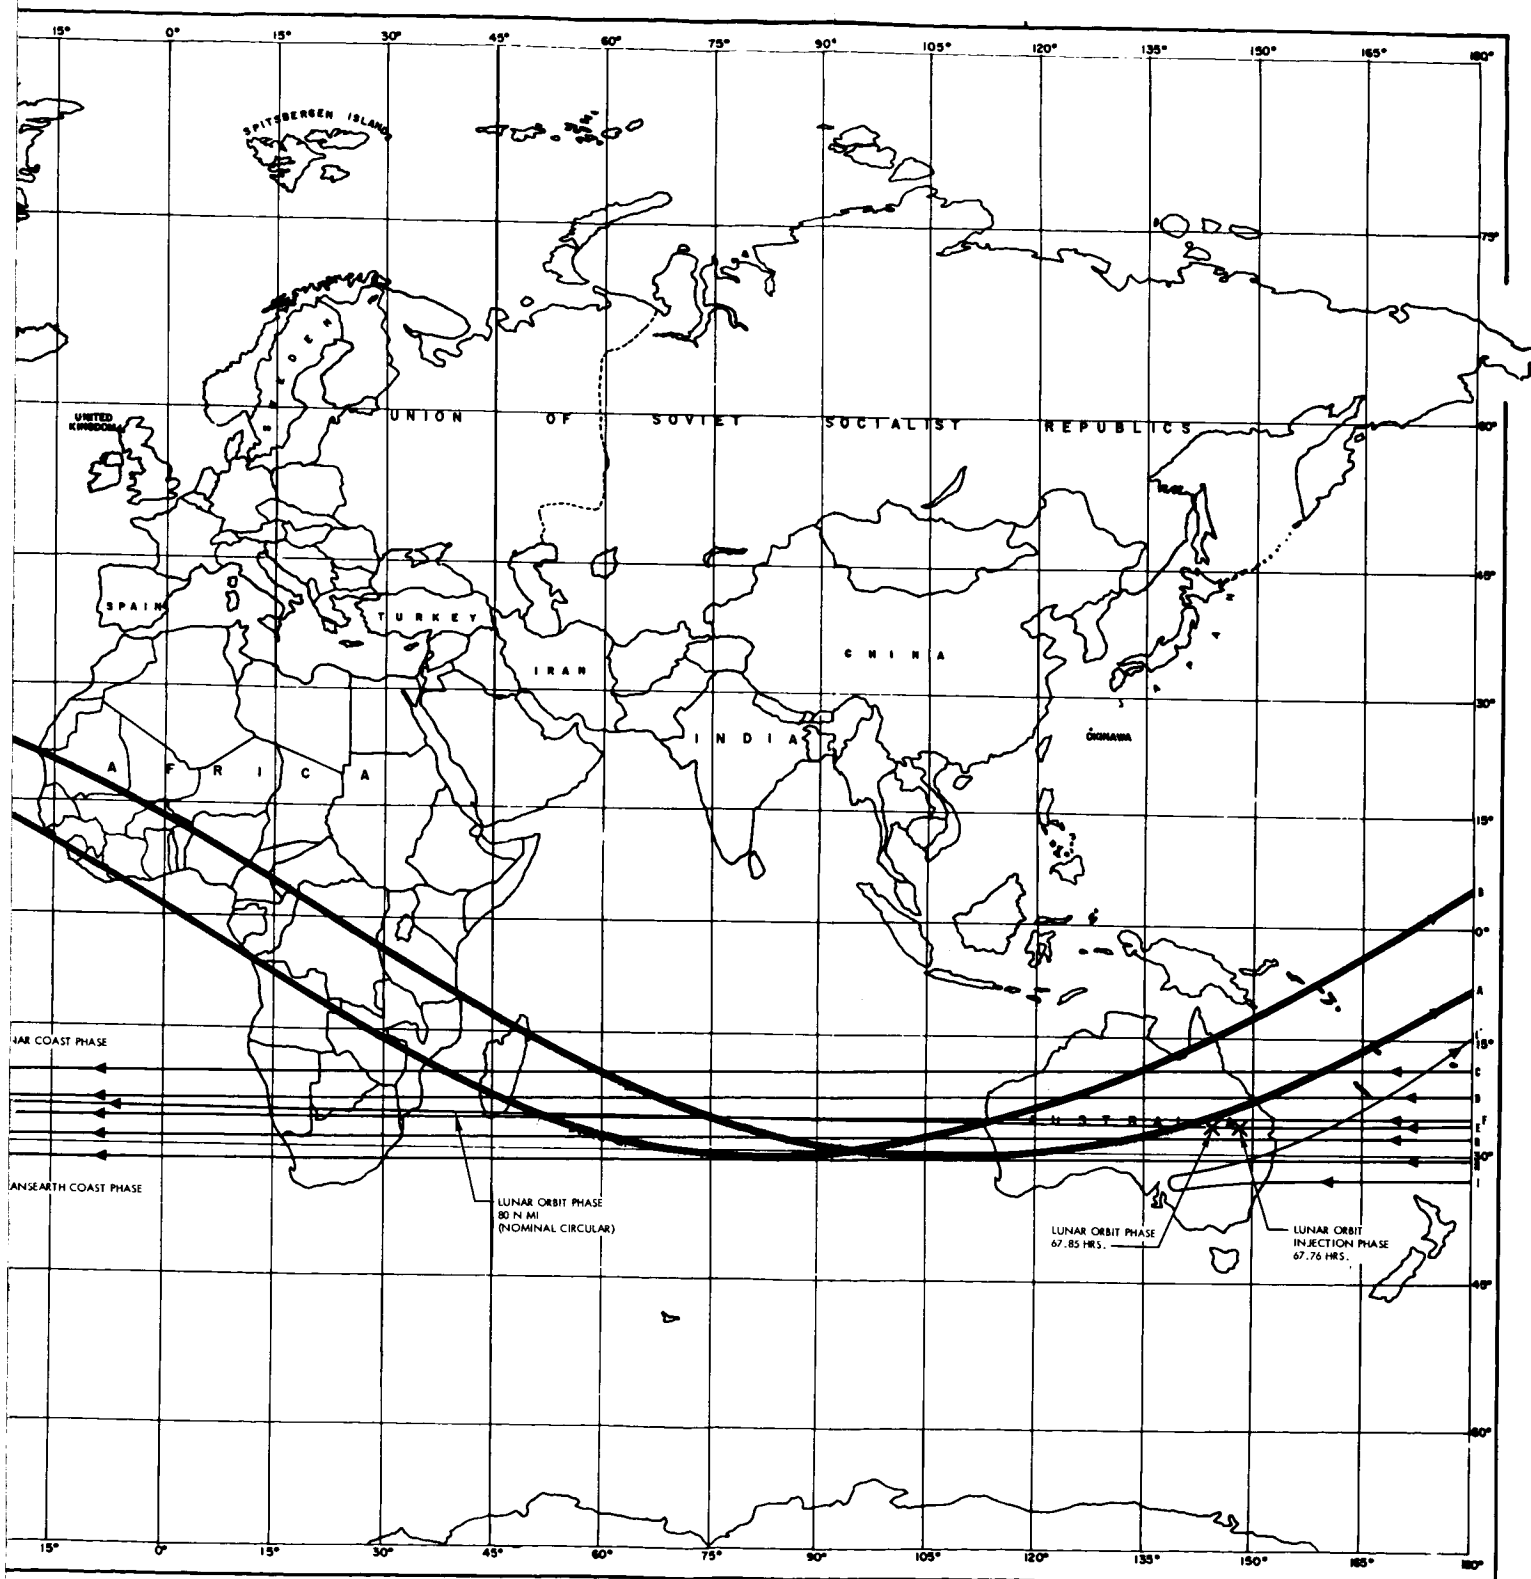 15° 0° 15° 30° 45° 60° 75° 90° 105° 120° 135° 150° 165° 180°
SPITSBERGEN ISLANDS
75°
SWEDEN
UNITED
KINGDOM
UNION OF SOVIET SOCIALIST REPUBLICS
60°
45°
SPAIN
TURKEY
CHINA
JAPAN
IRAN
30°
INDIA
OKINAWA
AFRICA
15°
B
0°
A
NAR COAST PHASE
15°
C
D
AUSTRALIA
F
E
30°
I
ANSEARTH COAST PHASE
LUNAR ORBIT PHASE
80 N MI
(NOMINAL CIRCULAR)
LUNAR ORBIT PHASE
67.85 HRS.
LUNAR ORBIT
INJECTION PHASE
67.76 HRS.
45°
60°
15° 0° 15° 30° 45° 60° 75° 90° 105° 120° 135° 150° 165° 180°